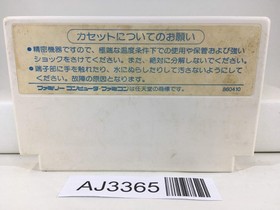 カセットについてのお願い
●精密機器ですので、極端な温度条件下での使用や保管および強い
ショックをさけてください。また、絶対に分解しないでください。
●端子部に手を触れたり、水にぬらしたりして汚さないようにして
ください。故障の原因となります。
ファミリーコンピュータ・ファミコンは任天堂の商標です。
AJ3365